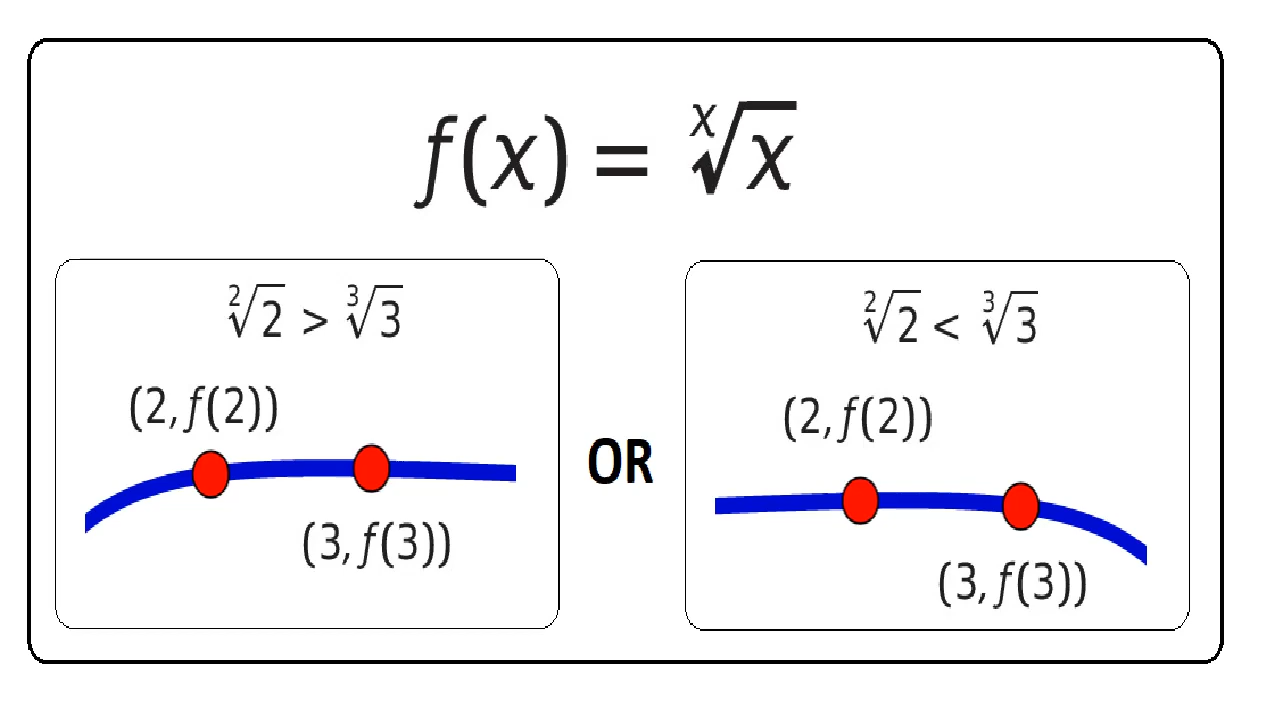 f(x) = ˣ√x
²√2 > ³√3
(2, f(2))
(3, f(3))
OR
²√2 < ³√3
(2, f(2))
(3, f(3))